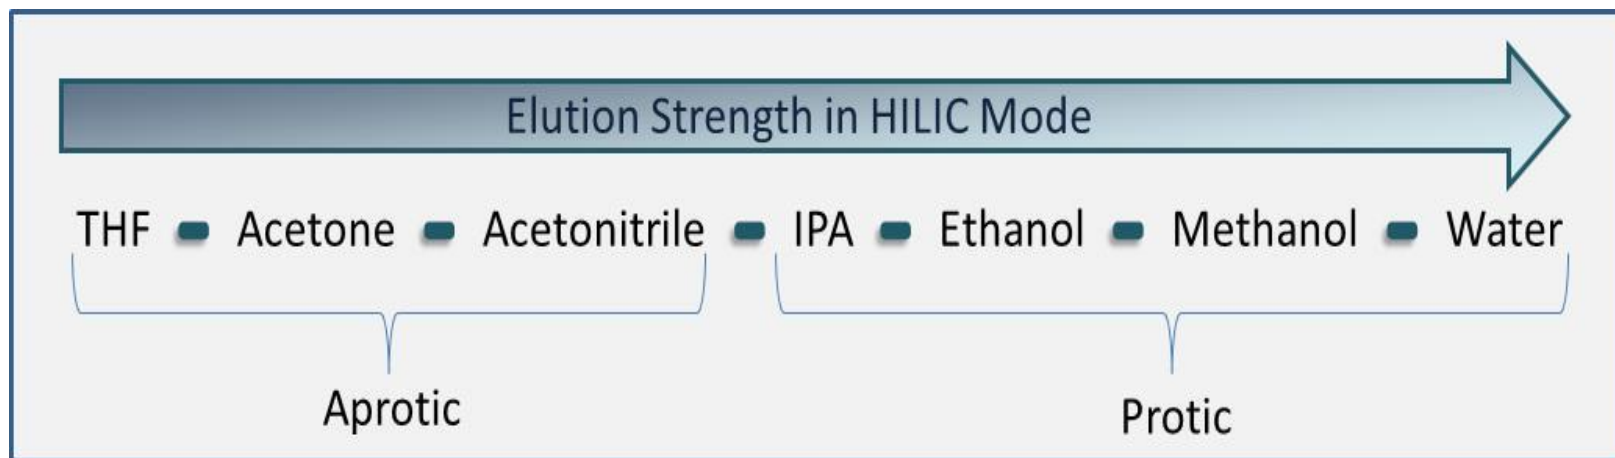 Elution Strength in HILIC Mode
THF - Acetone - Acetonitrile - IPA - Ethanol - Methanol - Water
Aprotic
Protic